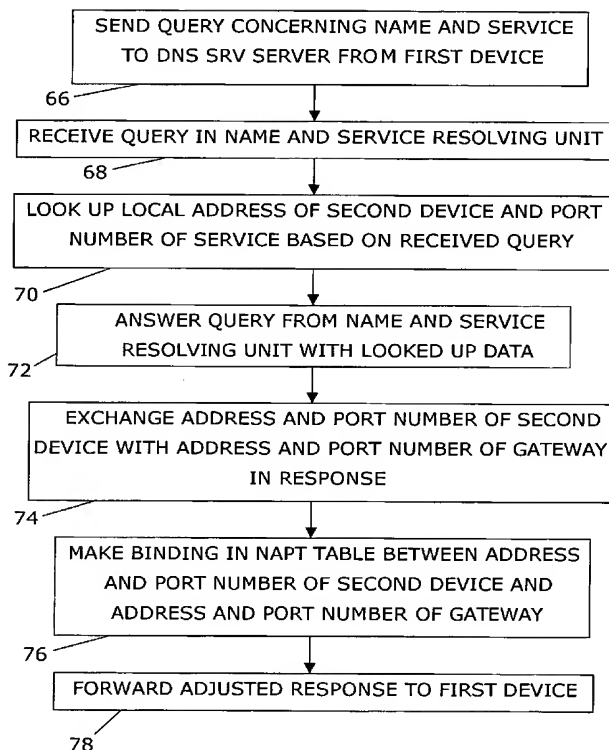 SEND QUERY CONCERNING NAME AND SERVICE
TO DNS SRV SERVER FROM FIRST DEVICE
66
RECEIVE QUERY IN NAME AND SERVICE RESOLVING UNIT
68
LOOK UP LOCAL ADDRESS OF SECOND DEVICE AND PORT
NUMBER OF SERVICE BASED ON RECEIVED QUERY
70
ANSWER QUERY FROM NAME AND SERVICE
RESOLVING UNIT WITH LOOKED UP DATA
72
EXCHANGE ADDRESS AND PORT NUMBER OF SECOND
DEVICE WITH ADDRESS AND PORT NUMBER OF GATEWAY
IN RESPONSE
74
MAKE BINDING IN NAPT TABLE BETWEEN ADDRESS
AND PORT NUMBER OF SECOND DEVICE AND
ADDRESS AND PORT NUMBER OF GATEWAY
76
FORWARD ADJUSTED RESPONSE TO FIRST DEVICE
78